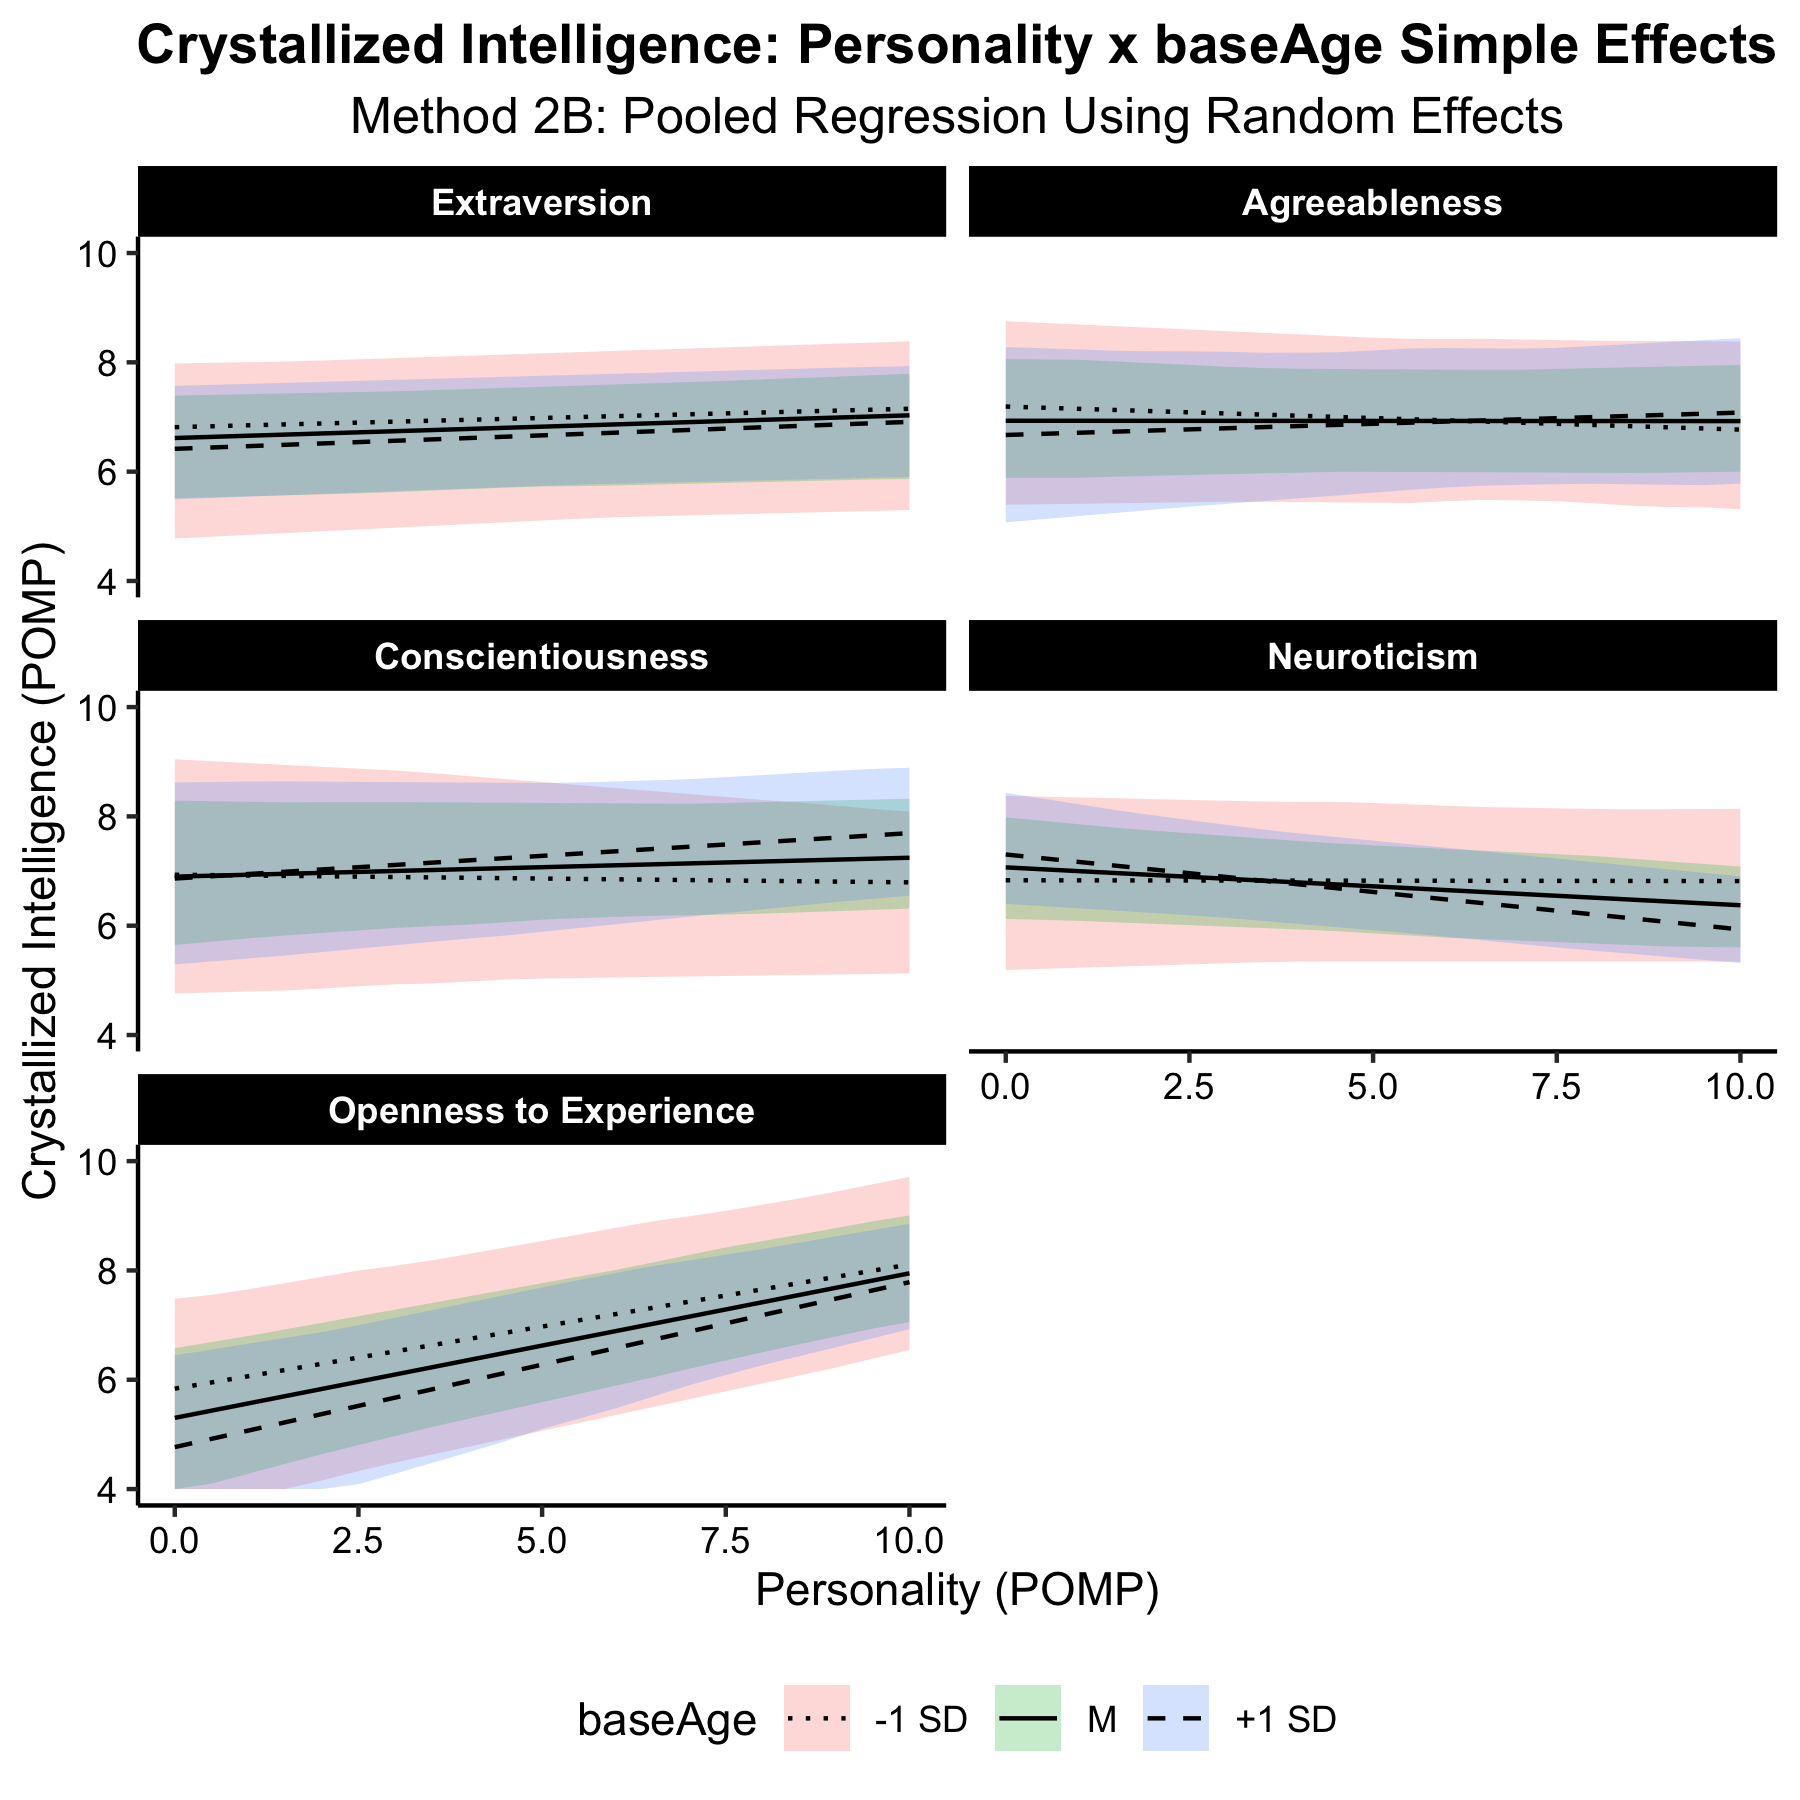 Crystallized Intelligence: Personality x baseAge Simple Effects
Method 2B: Pooled Regression Using Random Effects
Extraversion
Agreeableness
10
8
6
4
Conscientiousness
Neuroticism
10
8
6
4
0.0 2.5 5.0 7.5 10.0
Openness to Experience
10
8
6
4
0.0 2.5 5.0 7.5 10.0
Crystallized Intelligence (POMP)
Personality (POMP)
baseAge -1 SD M +1 SD